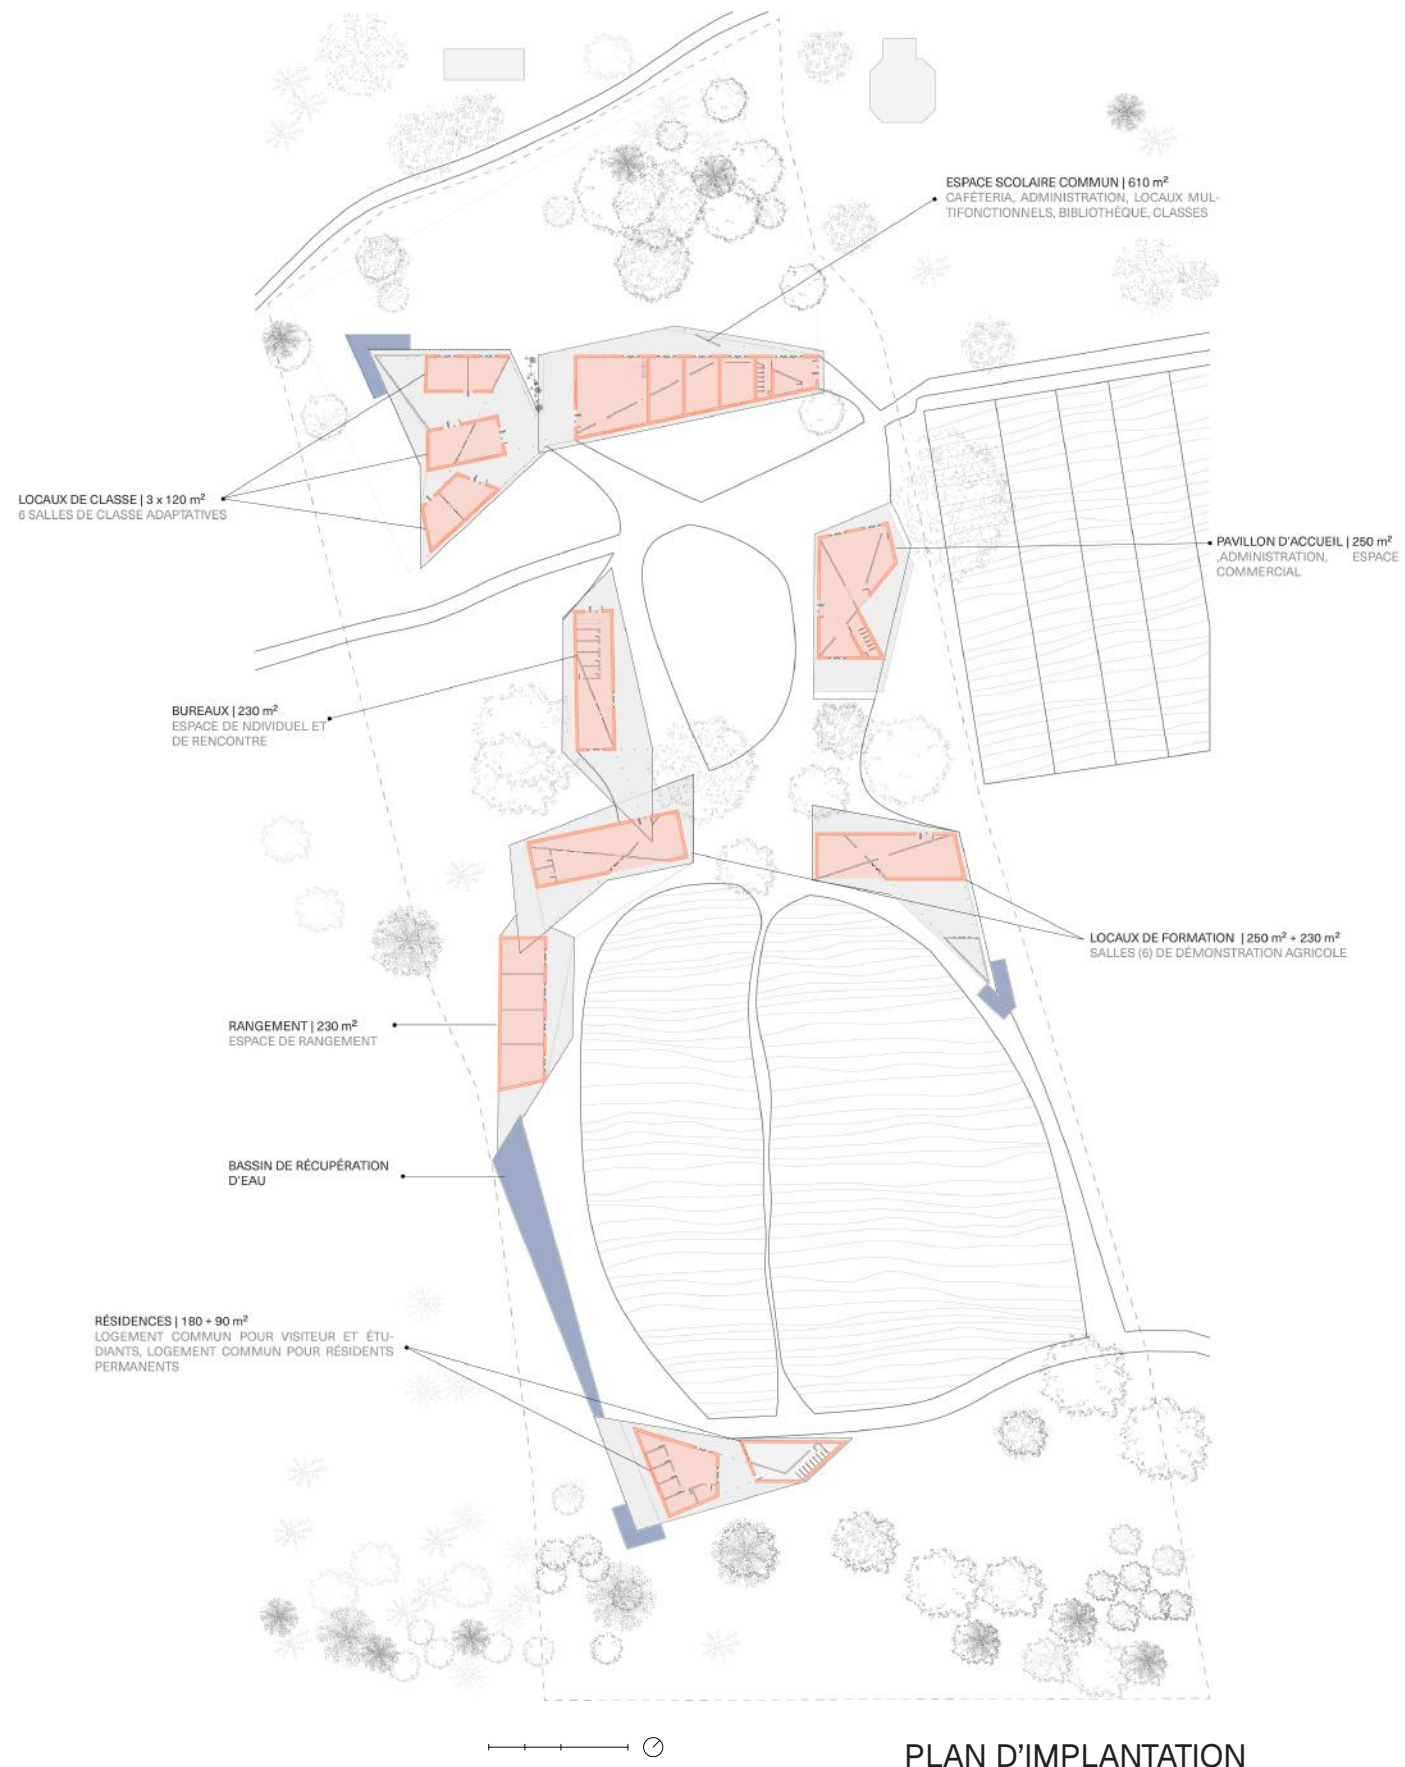 ESPACE SCOLAIRE COMMUN | 610 m²
CAFÉTERIA, ADMINISTRATION, LOCAUX MUL-
TIFONCTIONNELS, BIBLIOTHÈQUE, CLASSES
LOCAUX DE CLASSE | 3 x 120 m²
6 SALLES DE CLASSE ADAPTATIVES
PAVILLON D'ACCUEIL | 250 m²
,ADMINISTRATION, ESPACE
COMMERCIAL
BUREAUX | 230 m²
ESPACE DE NDIVIDUEL ET
DE RENCONTRE
LOCAUX DE FORMATION | 250 m² + 230 m²
SALLES (6) DE DÉMONSTRATION AGRICOLE
RANGEMENT | 230 m²
ESPACE DE RANGEMENT
BASSIN DE RÉCUPÉRATION
D'EAU
RÉSIDENCES | 180 + 90 m²
LOGEMENT COMMUN POUR VISITEUR ET ÉTU-
DIANTS, LOGEMENT COMMUN POUR RÉSIDENTS
PERMANENTS
PLAN D'IMPLANTATION